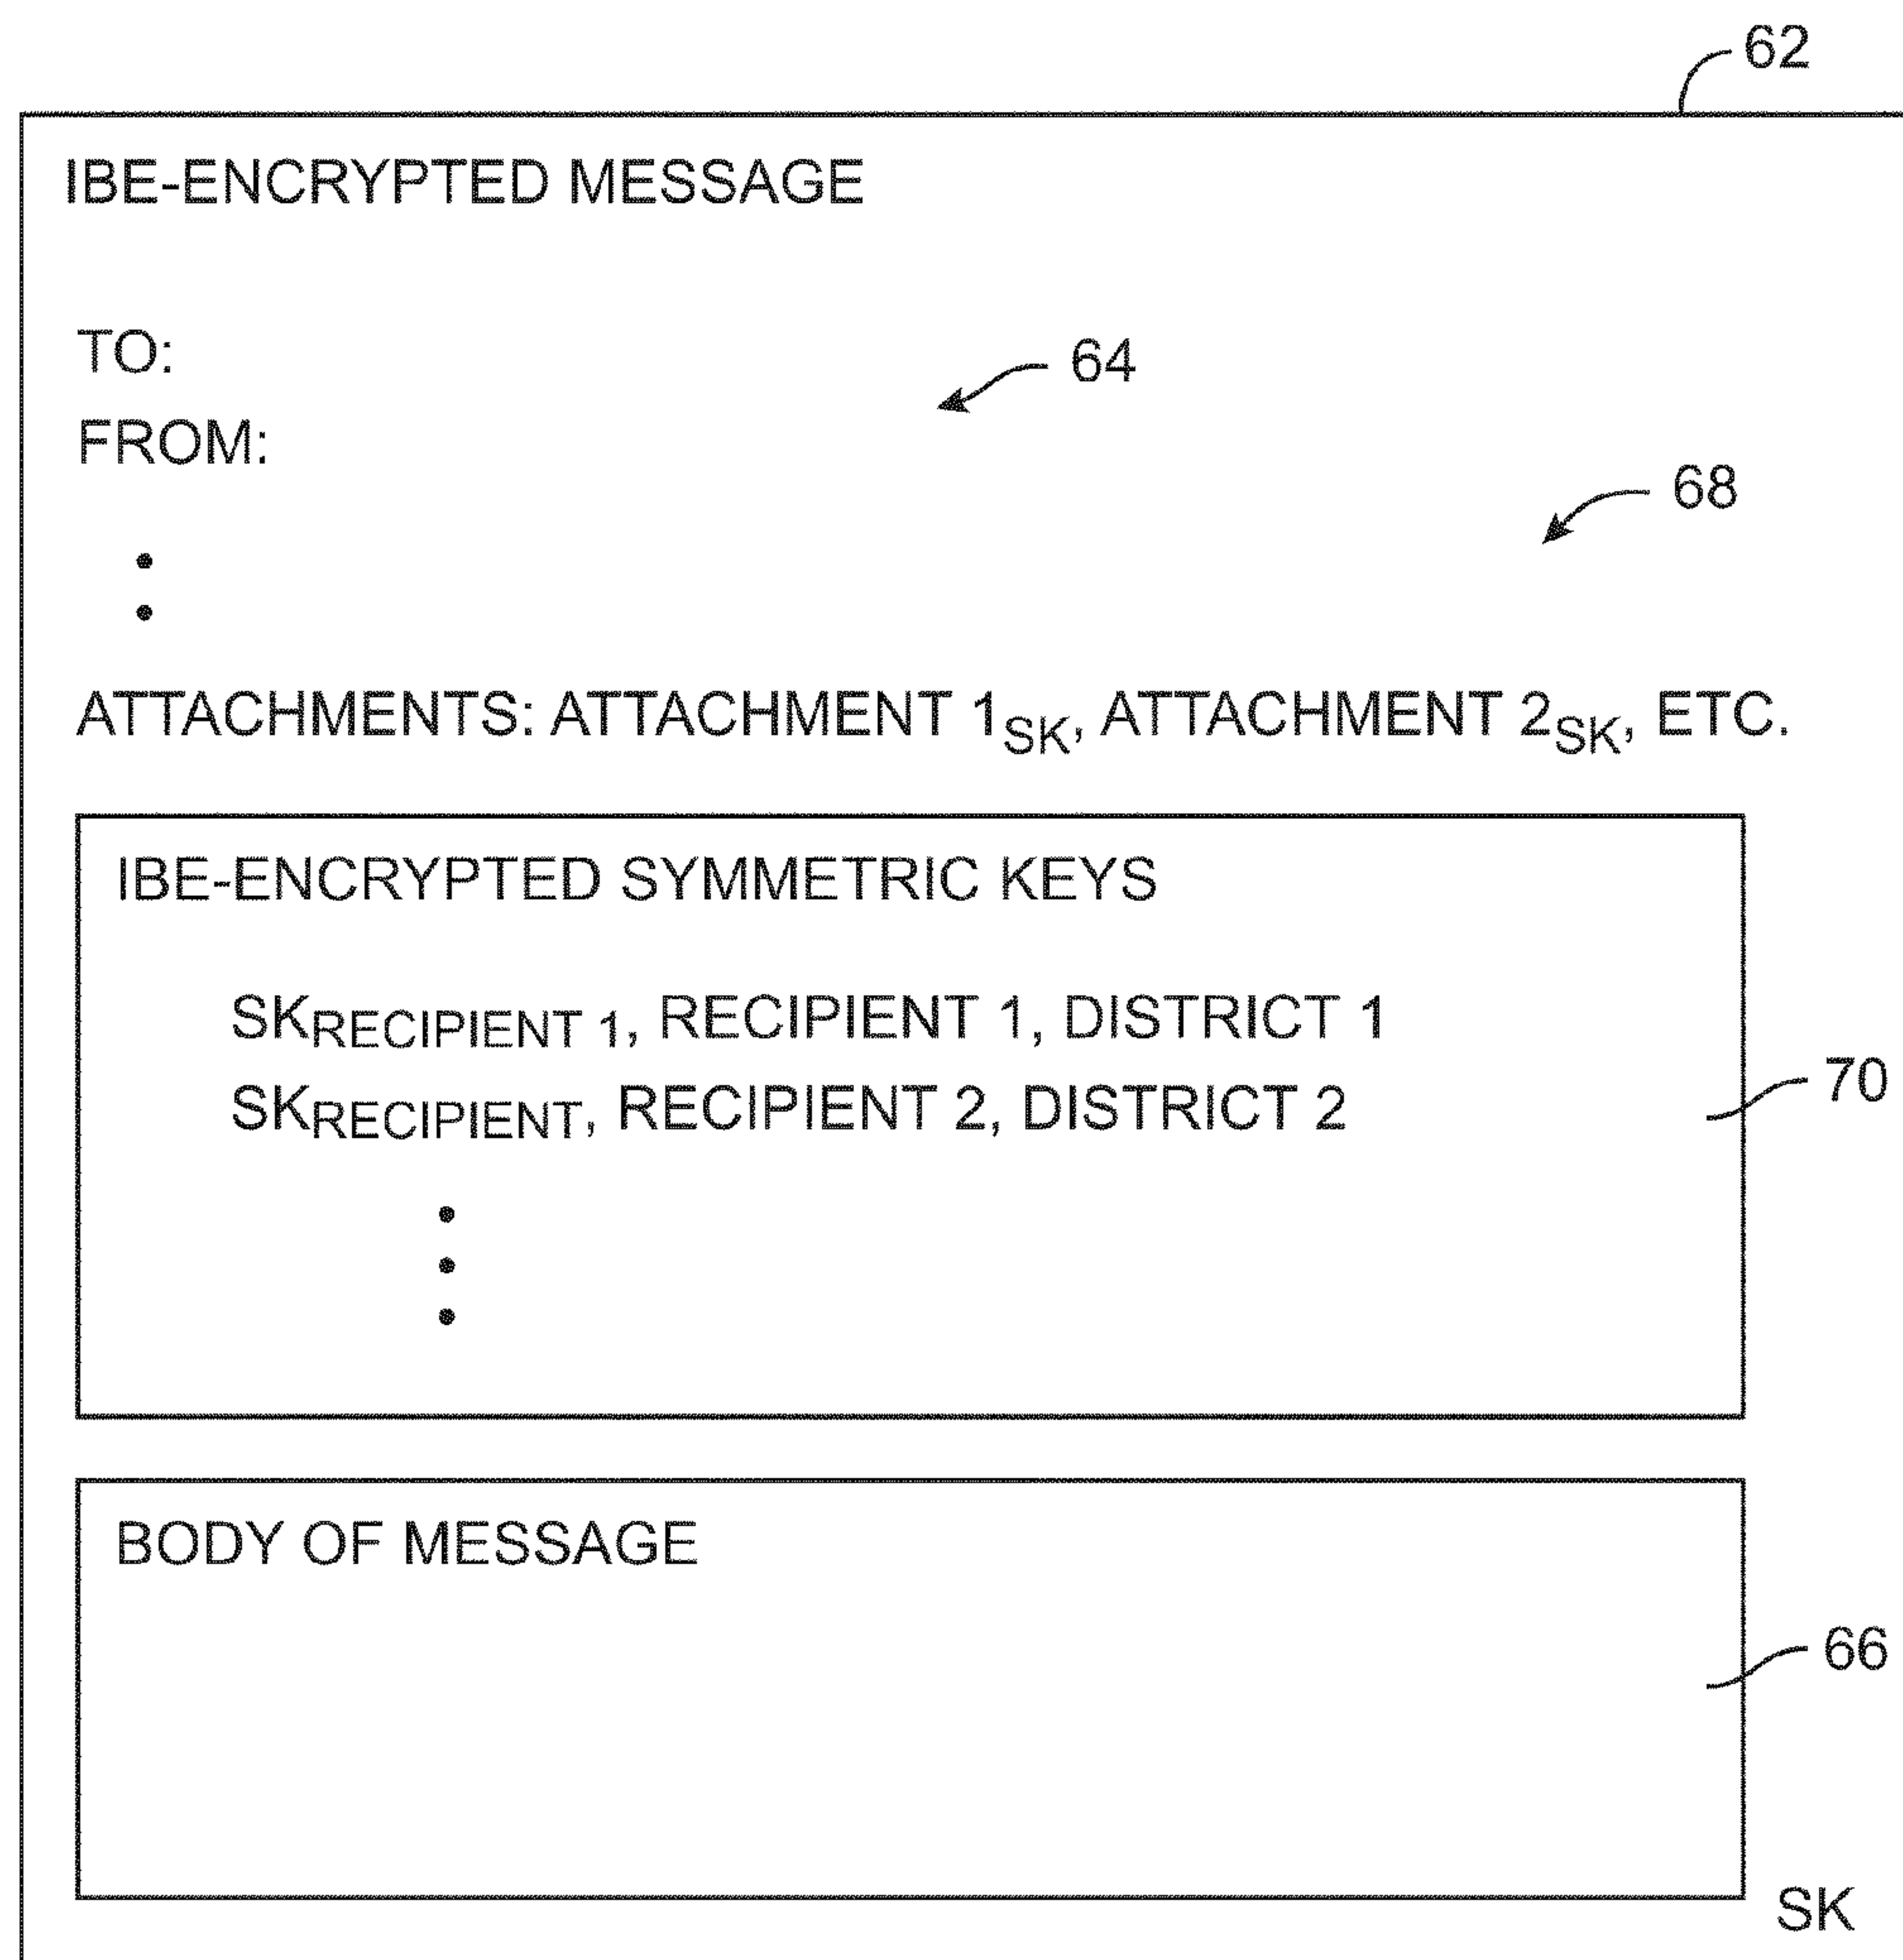 62
IBE-ENCRYPTED MESSAGE
TO:
64
FROM:
68
ATTACHMENTS: ATTACHMENT 1SK, ATTACHMENT 2SK, ETC.
IBE-ENCRYPTED SYMMETRIC KEYS
SKRECIPIENT 1, RECIPIENT 1, DISTRICT 1
SKRECIPIENT, RECIPIENT 2, DISTRICT 2
70
BODY OF MESSAGE
66
SK